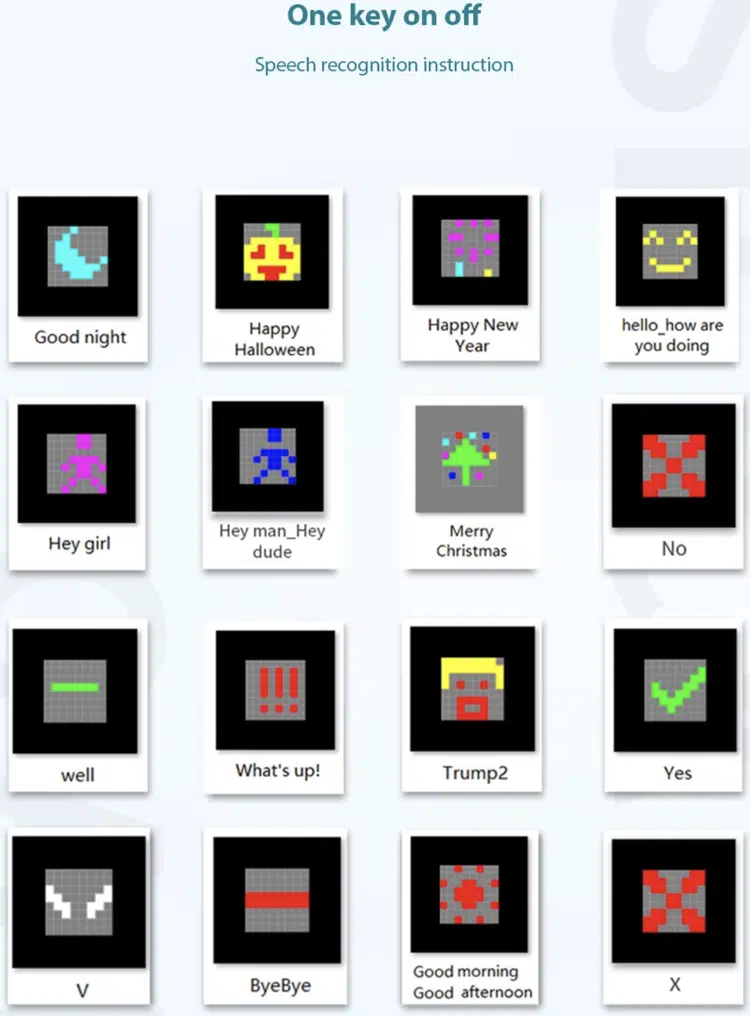 One key on off
Speech recognition instruction
Good night
Happy
Halloween
Happy New
Year
hello_how are
you doing
Hey girl
Hey man_Hey
dude
Merry
Christmas
No
well
What's up!
Trump2
Yes
V
ByeBye
Good morning
Good afternoon
X